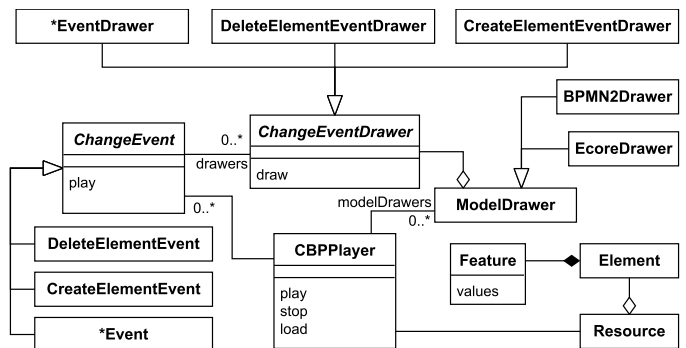 *EventDrawer
DeleteElementEventDrawer
CreateElementEventDrawer
BPMN2Drawer
EcoreDrawer
ChangeEvent
play
0..*
drawers
0..*
ChangeEventDrawer
draw
modelDrawers
0..*
ModelDrawer
DeleteElementEvent
CreateElementEvent
*Event
CBPPlayer
play
stop
load
Feature
values
Element
Resource